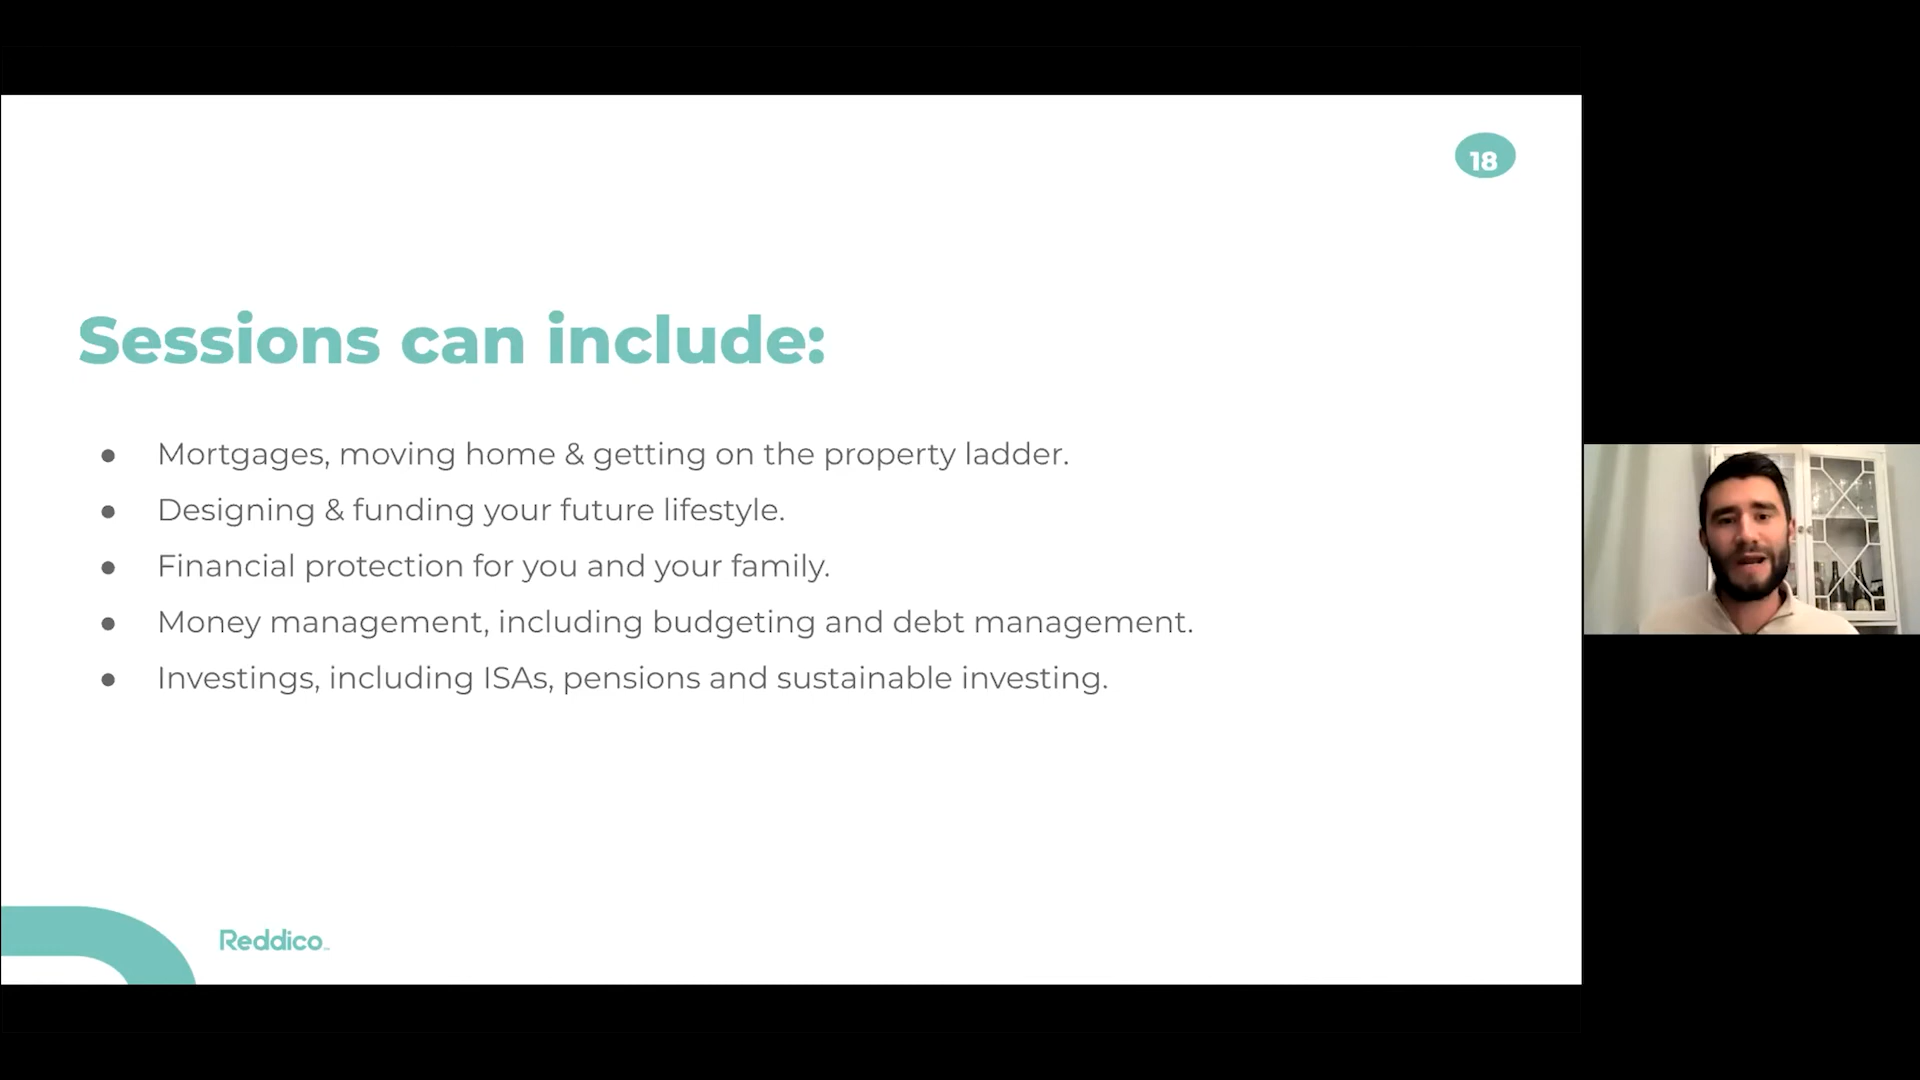 18
Sessions can include:
● Mortgages, moving home & getting on the property ladder.
● Designing & funding your future lifestyle.
● Financial protection for you and your family.
● Money management, including budgeting and debt management.
● Investings, including ISAs, pensions and sustainable investing.
Reddico